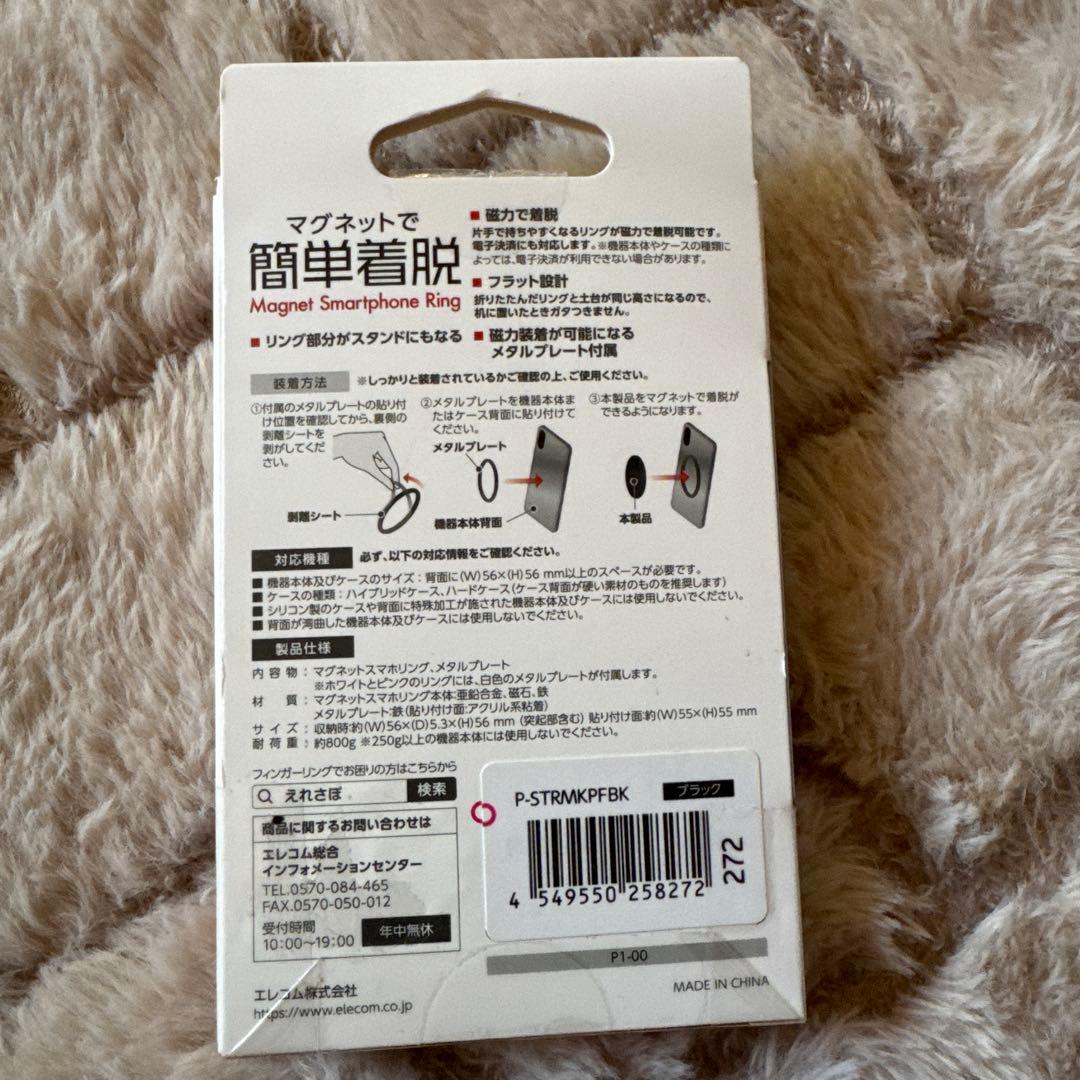 マグネットで
簡単着脱
Magnet Smartphone Ring
■ リング部分がスタンドにもなる
■ 磁力で着脱
片手で持ちやすくなるリングが磁力で着脱可能です。
電子決済にも対応します。※機器本体やケースの種類に
よっては、電子決済が利用できない場合があります。
■ フラット設計
折りたたんだリングと土台が同じ高さになるので、
机に置いたときガタつきません。
■ 磁力装着が可能になる
メタルプレート付属
装着方法 ※しっかりと装着されているかご確認の上、ご使用ください。
①付属のメタルプレートの貼り付
け位置を確認してから、裏側の
剥離シートを
剥がしてくだ
さい。
剥離シート
②メタルプレートを機器本体ま
たはケース背面に貼り付けて
ください。
メタルプレート
機器本体背面
③本製品をマグネットで着脱が
できるようになります。
本製品
対応機種 必ず、以下の対応情報をご確認ください。
■ 機器本体及びケースのサイズ：背面に(W)56×(H)56 mm以上のスペースが必要です。
■ ケースの種類：ハイブリッドケース、ハードケース(ケース背面が硬い素材のものを推奨します)
■ シリコン製のケースや背面に特殊加工が施された機器本体及びケースには使用しないでください。
■ 背面が湾曲した機器本体及びケースには使用しないでください。
製品仕様
内容物：マグネットスマホリング、メタルプレート
※ホワイトとピンクのリングには、白色のメタルプレートが付属します。
材質：マグネットスマホリング本体:亜鉛合金、磁石、鉄
メタルプレート:鉄(貼り付け面:アクリル系粘着)
サイズ：収納時:約(W)56×(D)5.3×(H)56 mm (突起部含む) 貼り付け面:約(W)55×(H)55 mm
耐荷重：約800g ※250g以上の機器本体には使用しないでください。
フィンガーリングでお困りの方はこちらから
えれさぽ 検索
商品に関するお問い合わせは
エレコム総合
インフォメーションセンター
TEL.0570-084-465
FAX.0570-050-012
受付時間
10:00～19:00 年中無休
エレコム株式会社
https://www.elecom.co.jp
P-STRMKPFBK ブラック
4 549550 258272
272
P1-00
MADE IN CHINA